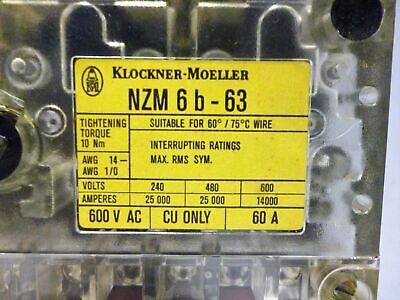 KLOCKNER-MOELLER
NZM 6 b - 63
TIGHTENING TORQUE 10 Nm
AWG 14 -
AWG 1/0
SUITABLE FOR 60° / 75°C WIRE
INTERRUPTING RATINGS
MAX. RMS SYM.
VOLTS 240 480 600
AMPERES 25 000 25 000 14000
600 V AC CU ONLY 60 A